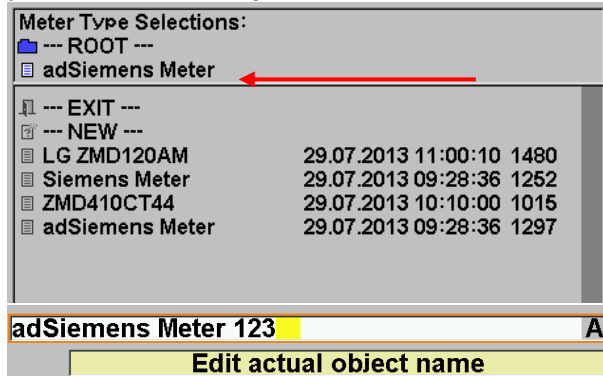 Meter Type Selections:
--- ROOT ---
adSiemens Meter
--- EXIT ---
--- NEW ---
LG ZMD120AM 29.07.2013 11:00:10 1480
Siemens Meter 29.07.2013 09:28:36 1252
ZMD410CT44 29.07.2013 10:10:00 1015
adSiemens Meter 29.07.2013 09:28:36 1297
adSiemens Meter 123 A
Edit actual object name